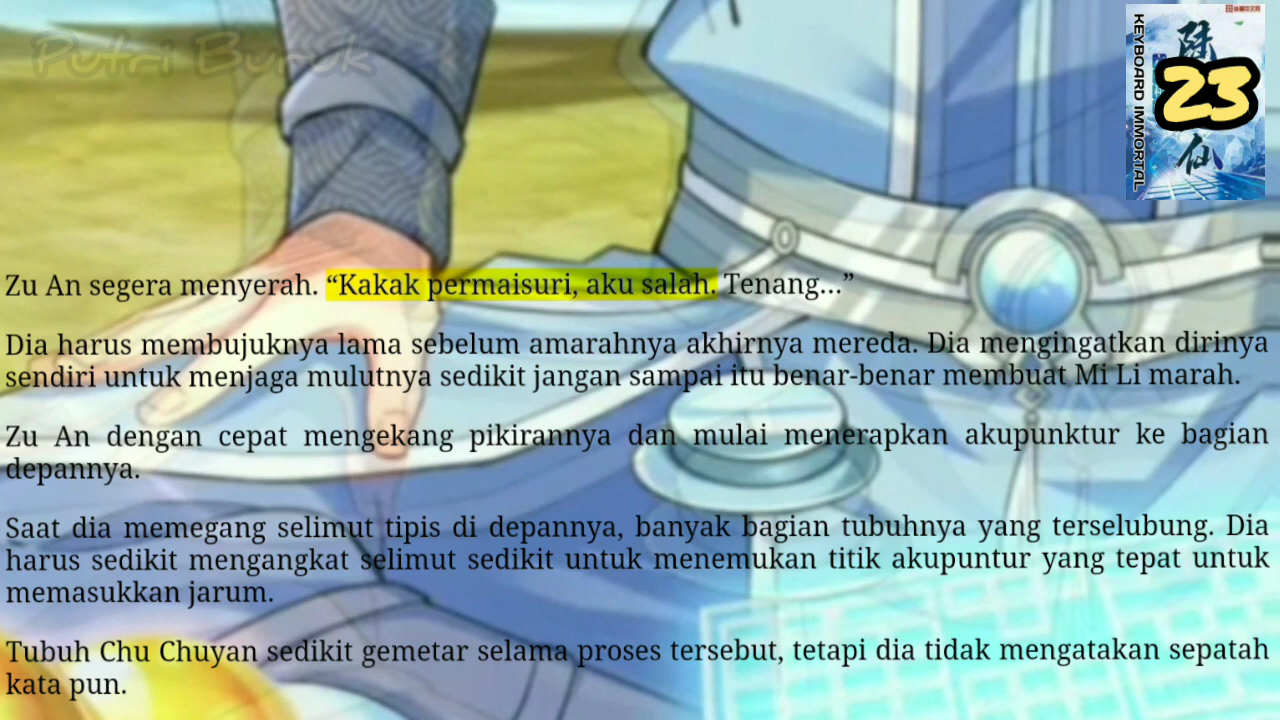 Putri Buruk
KEYBOARD IMMORTAL
陆
23
仙
Zu An segera menyerah. “Kakak permaisuri, aku salah. Tenang...”
Dia harus membujuknya lama sebelum amarahnya akhirnya mereda. Dia mengingatkan dirinya
sendiri untuk menjaga mulutnya sedikit jangan sampai itu benar-benar membuat Mi Li marah.
Zu An dengan cepat mengekang pikirannya dan mulai menerapkan akupunktur ke bagian
depannya.
Saat dia memegang selimut tipis di depannya, banyak bagian tubuhnya yang terselubung. Dia
harus sedikit mengangkat selimut sedikit untuk menemukan titik akupuntur yang tepat untuk
memasukkan jarum.
Tubuh Chu Chuyan sedikit gemetar selama proses tersebut, tetapi dia tidak mengatakan sepatah
kata pun.